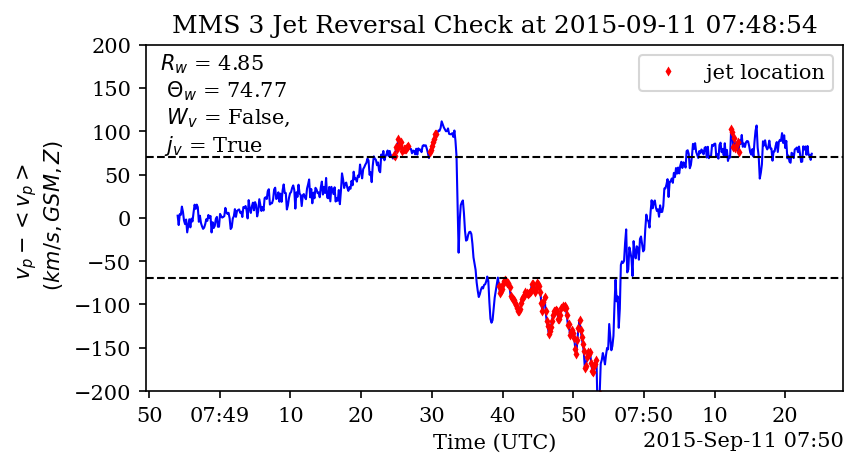 MMS 3 Jet Reversal Check at 2015-09-11 07:48:54
R_w = 4.85
Θ_w = 74.77
W_v = False,
j_v = True
jet location
v_p − <v_p>
(km/s, GSM, Z)
200
150
100
50
0
−50
−100
−150
−200
50 07:49 10 20 30 40 50 07:50 10 20
Time (UTC)
2015-Sep-11 07:50